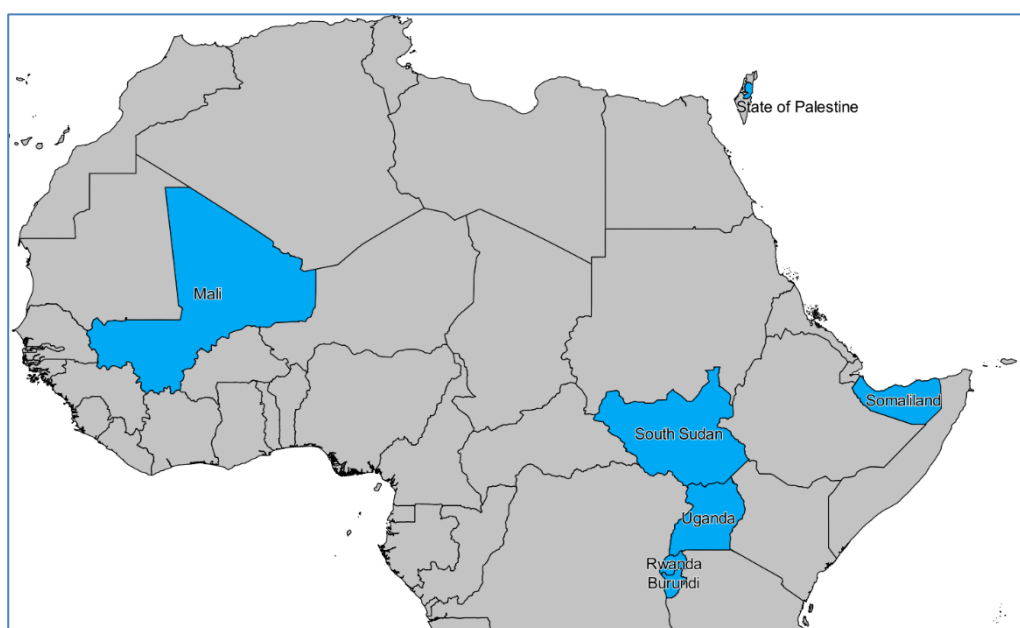 State of Palestine
Mali
Somaliland
South Sudan
Uganda
Rwanda
Burundi